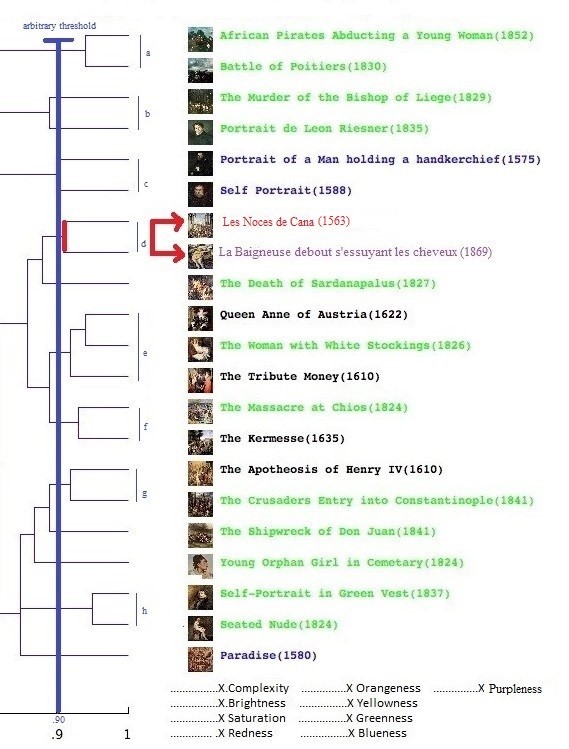 arbitrary threshold
a African Pirates Abducting a Young Woman(1852)
Battle of Poitiers(1830)
b The Murder of the Bishop of Liege(1829)
Portrait de Leon Riesner(1835)
Portrait of a Man holding a handkerchief(1575)
c Self Portrait(1588)
Les Noces de Cana (1563)
d La Baigneuse debout s'essuyant les cheveux (1869)
The Death of Sardanapalus(1827)
Queen Anne of Austria(1622)
e The Woman with White Stockings(1826)
The Tribute Money(1610)
The Massacre at Chios(1824)
f The Kermesse(1635)
The Apotheosis of Henry IV(1610)
g The Crusaders Entry into Constantinople(1841)
The Shipwreck of Don Juan(1841)
Young Orphan Girl in Cemetary(1824)
Self-Portrait in Green Vest(1837)
h Seated Nude(1824)
Paradise(1580)
...............X.Complexity ..............X Orangeness ..............X Purpleness
...............X.Brightness ..............X Yellowness
...............X Saturation ..............X Greenness
...............X Redness ..............X Blueness
.90
.9 1